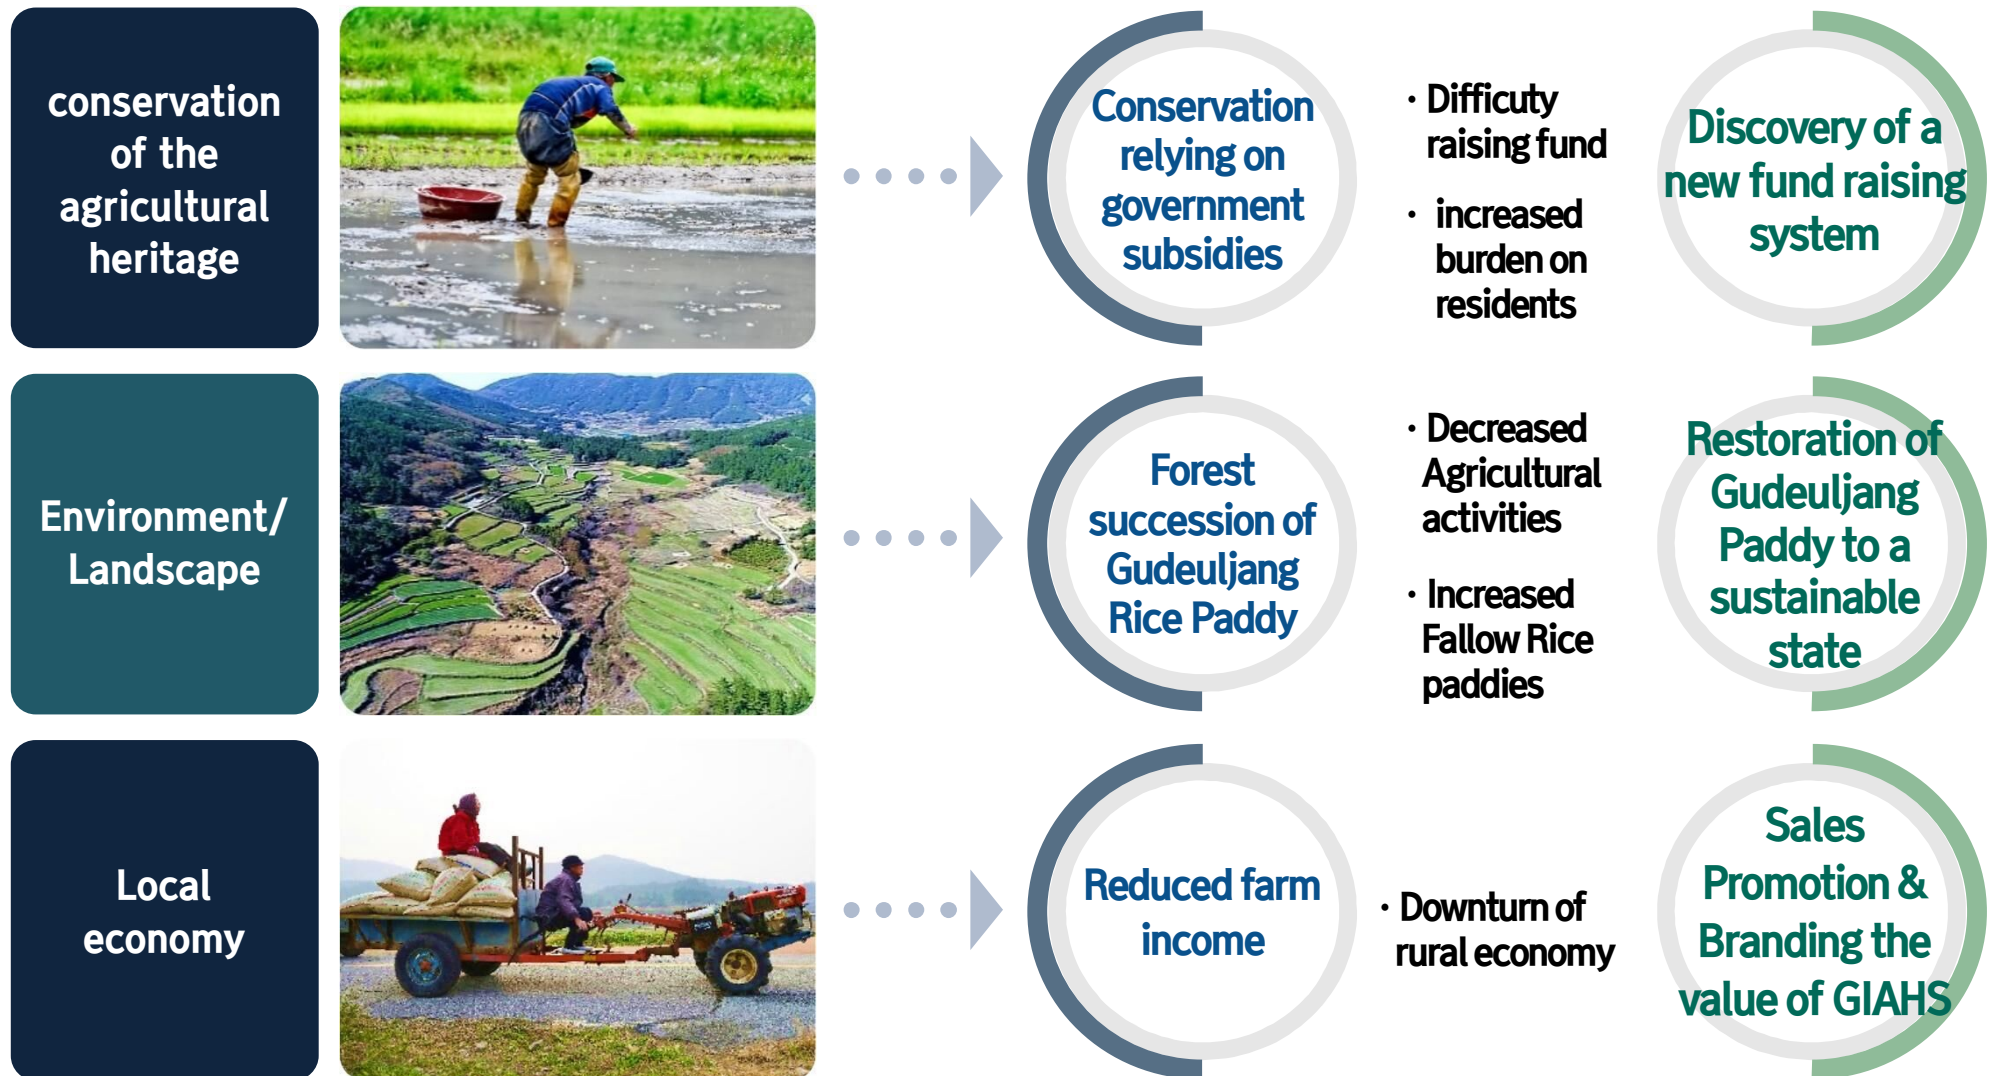 conservation
of the
agricultural
heritage
Conservation
relying on
government
subsidies
· Difficuty
raising fund
· increased
burden on
residents
Discovery of a
new fund raising
system
Environment/
Landscape
Forest
succession of
Gudeuljang
Rice Paddy
· Decreased
Agricultural
activities
· Increased
Fallow Rice
paddies
Restoration of
Gudeuljang
Paddy to a
sustainable
state
Local
economy
Reduced farm
income
· Downturn of
rural economy
Sales
Promotion &
Branding the
value of GIAHS